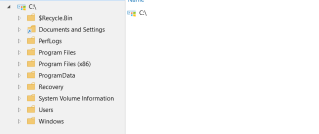 Name
C:\
C:\
$Recycle.Bin
Documents and Settings
PerfLogs
Program Files
Program Files (x86)
ProgramData
Recovery
System Volume Information
Users
Windows